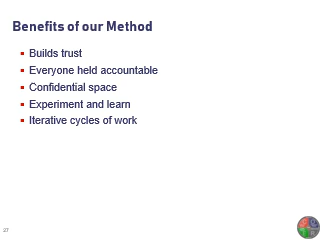 Benefits of our Method
Builds trust
Everyone held accountable
Confidential space
Experiment and learn
Iterative cycles of work
27